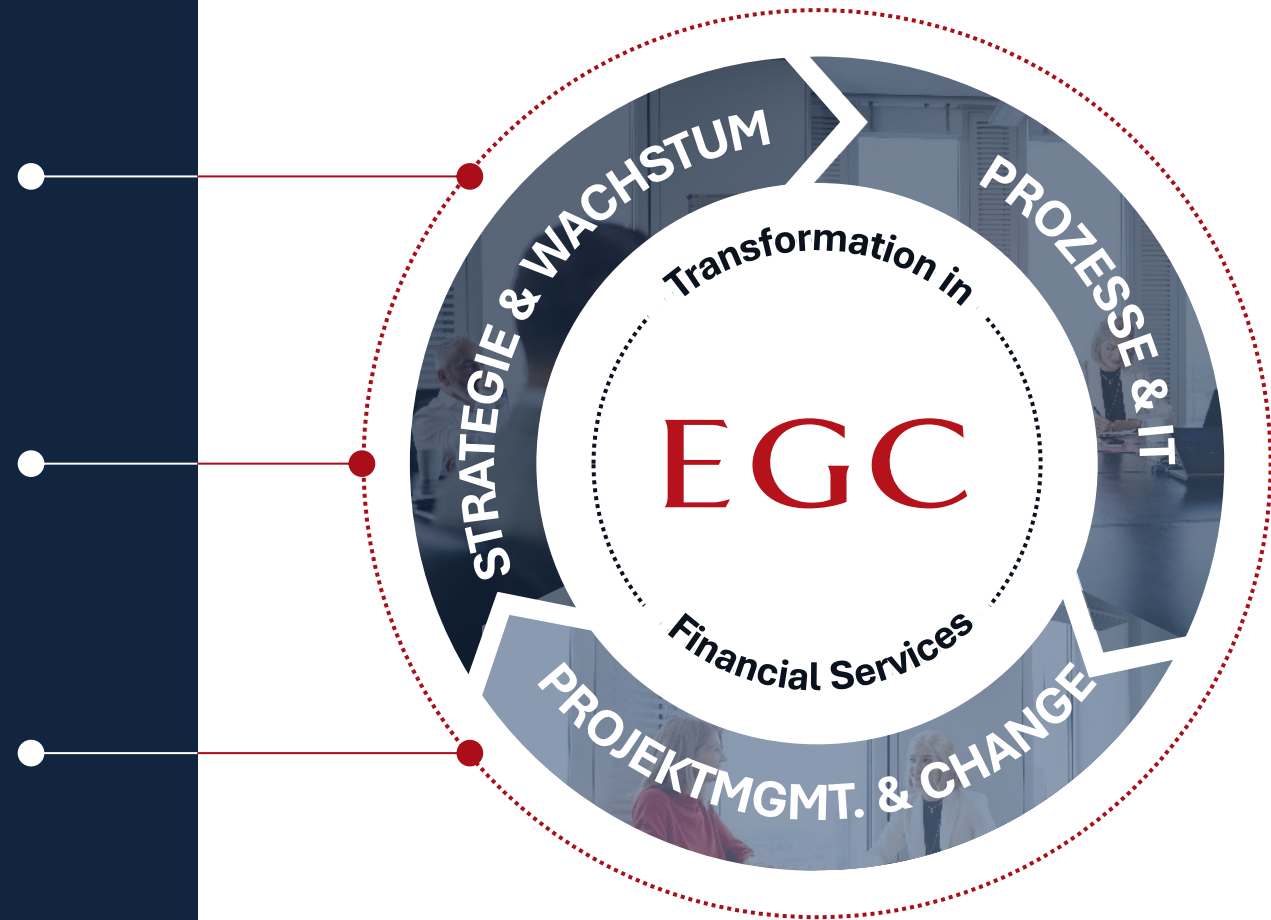 STRATEGIE & WACHSTUM
PROZESSE & IT
PROJEKTMGMT. & CHANGE
Transformation in
EGC
Financial Services